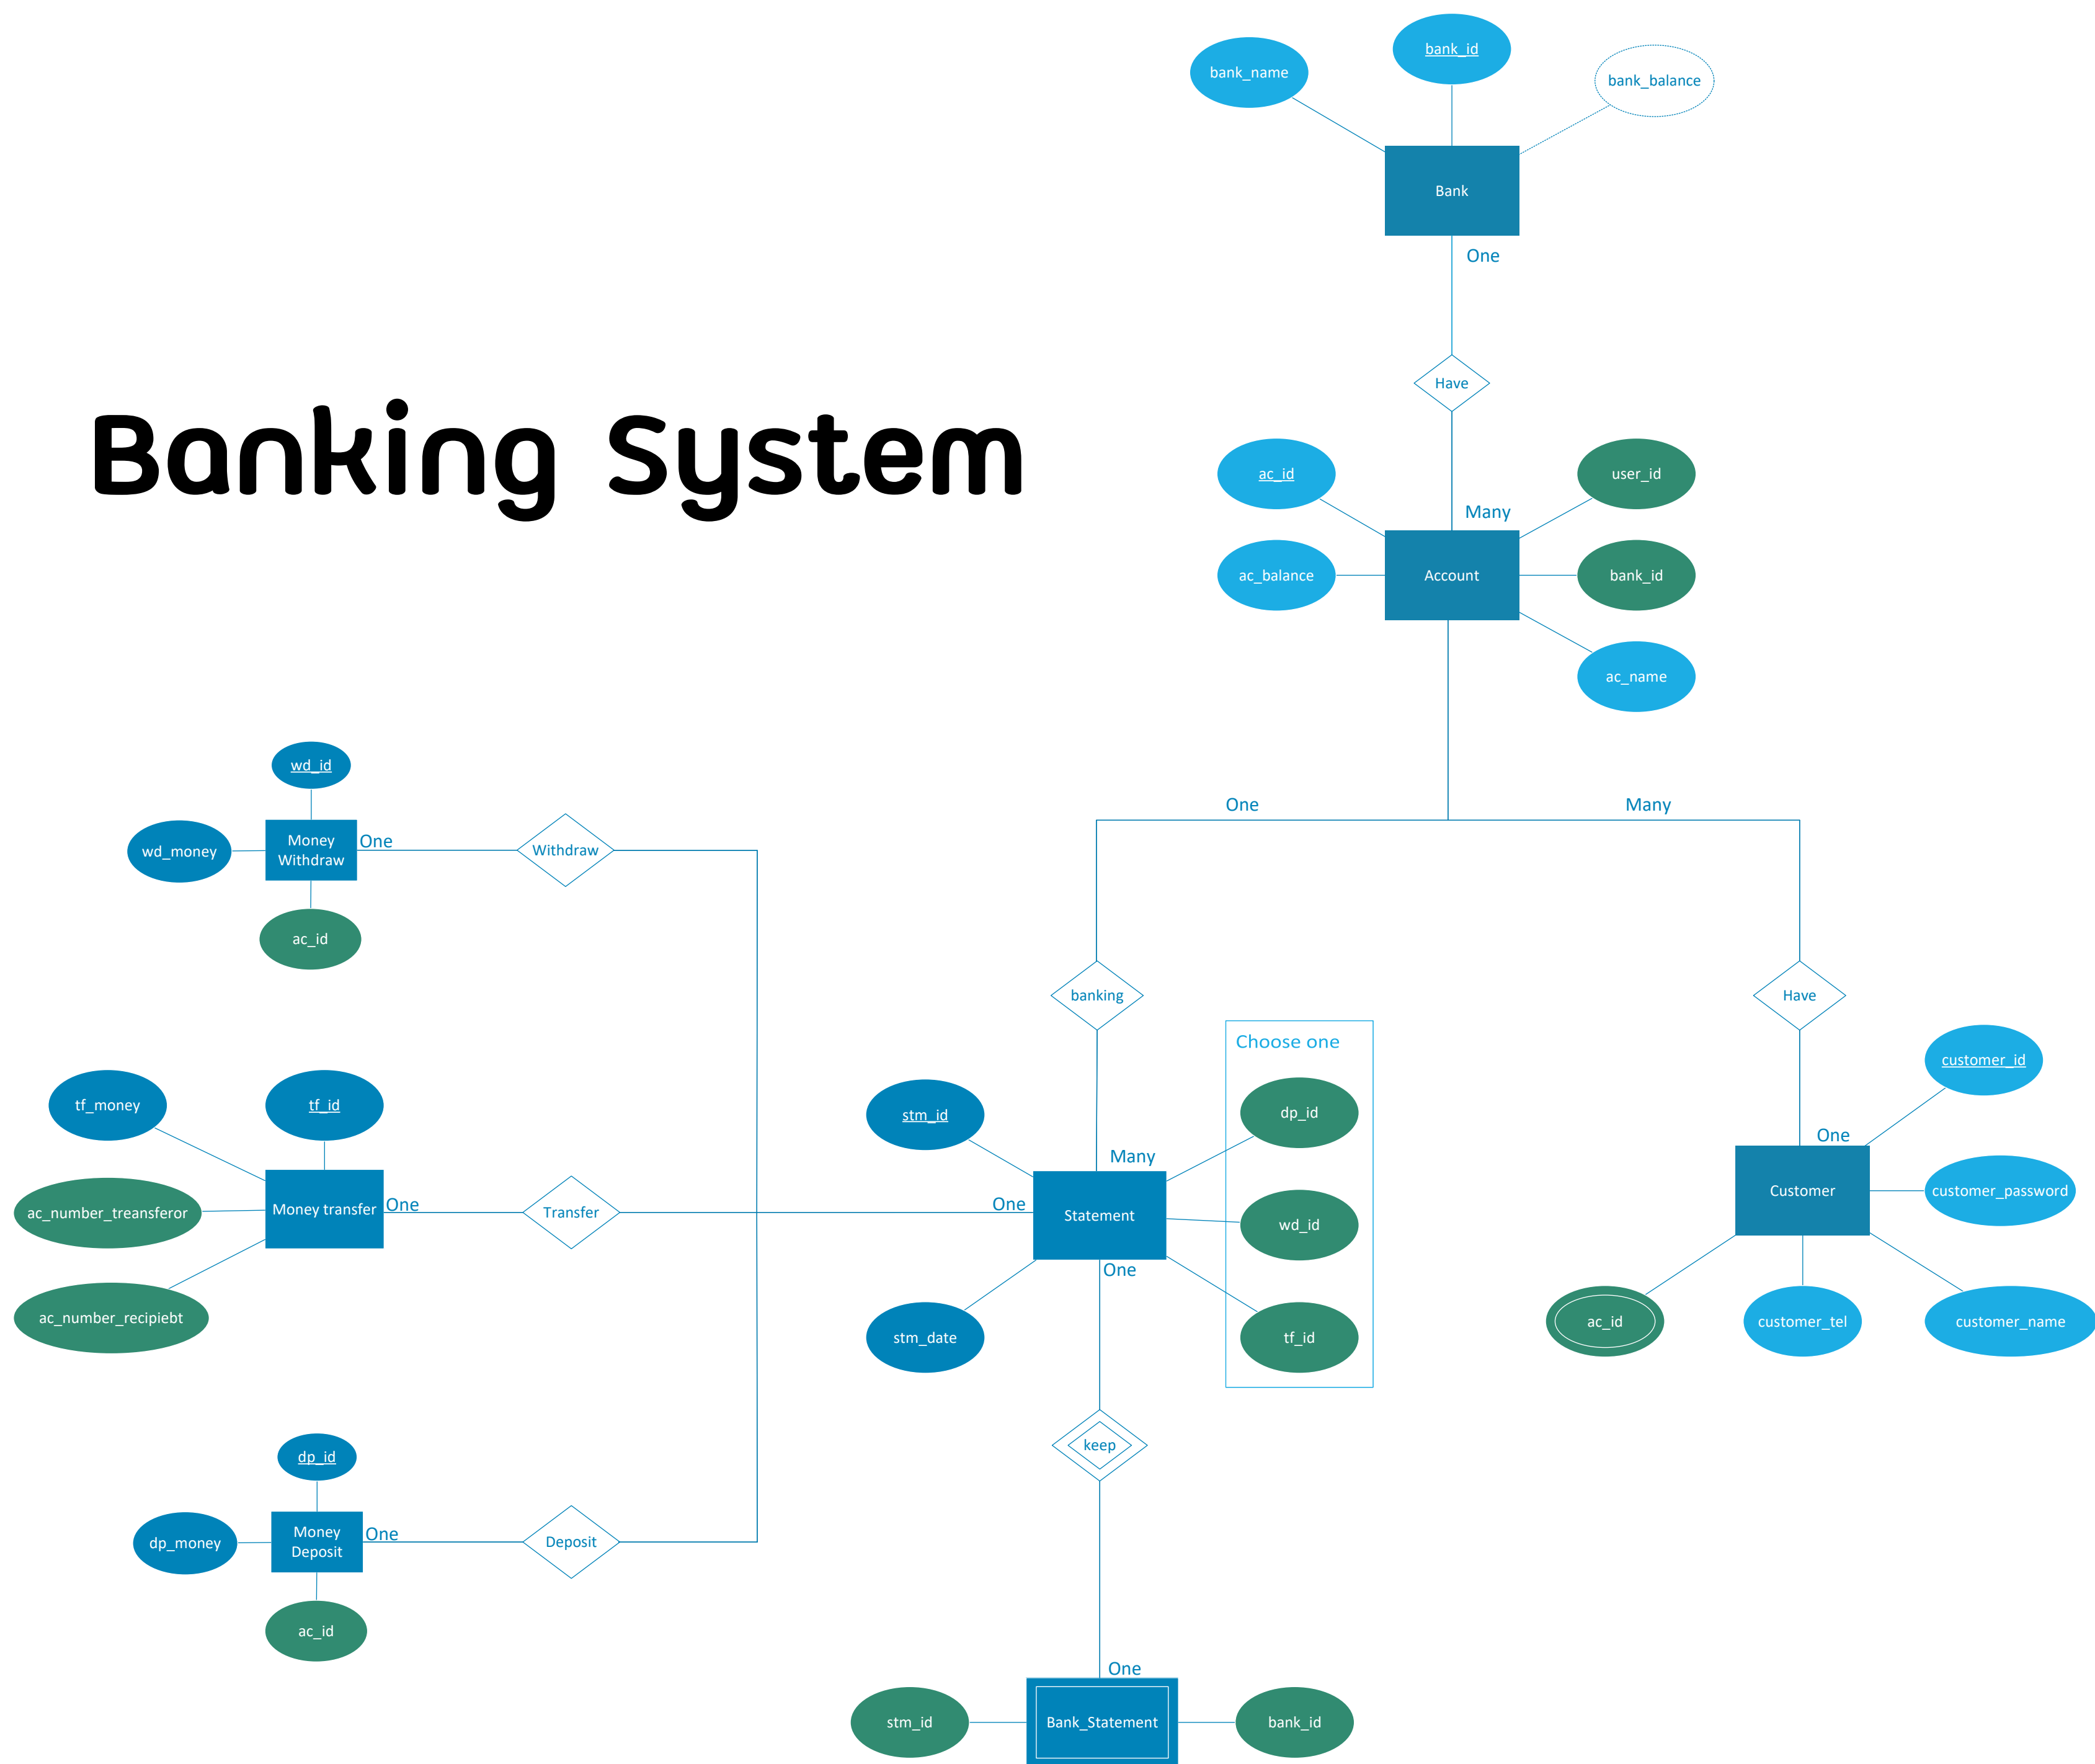 bank_id
bank_name
bank_balance
Bank
One
Have
Banking System
ac_id
user_id
Many
ac_balance
Account
bank_id
ac_name
wd_id
One
Many
wd_money
Money
Withdraw
One
Withdraw
ac_id
banking
Have
Choose one
customer_id
tf_money
tf_id
stm_id
dp_id
Many
One
ac_number_treansferor
Money transfer
One
Transfer
One
Statement
wd_id
Customer
customer_password
One
ac_number_recipiebt
stm_date
tf_id
ac_id
customer_tel
customer_name
keep
dp_id
dp_money
Money
Deposit
One
Deposit
ac_id
One
stm_id
Bank_Statement
bank_id